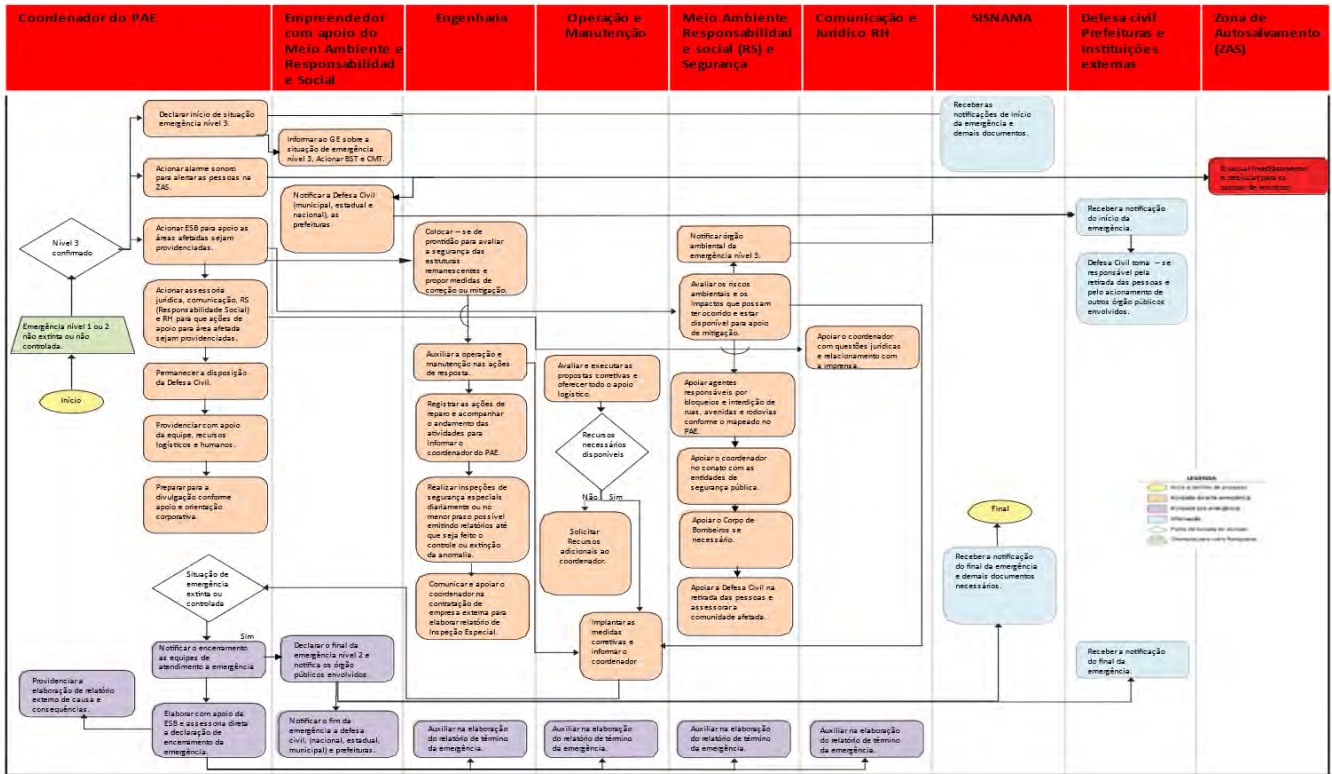 Coordenador do PAE
Empreendedor
com apoio do
Meio Ambiente e
Responsabilidad
e Social
Engenharia
Operação e
Manutenção
Meio Ambiente
Responsabilidad
e social (RS) e
Segurança
Comunicação e
Jurídico RH
SISNAMA
Defesa civil
Prefeituras e
Instituições
externas
Zona de
Autosalvamento
(ZAS)
Declarar início de situação
emergência nível 3.
Informar ao GE sobre a
situação de emergência
nível 3. Acionar BST e CMT.
Receber as
notificações de início
da emergência e
demais documentos.
Acionar alarme sonoro
para alertar as pessoas na
ZAS.
Notificar a Defesa Civil
(municipal, estadual e
nacional), as
prefeituras
Receber a notificação
do início da
emergência.
Nível 3
confirmado
Acionar ESB para apoio as
áreas afetadas sejam
providenciadas.
Colocar – se de
prontidão para avaliar
a segurança das
estruturas
remanescentes e
propor medidas de
correção ou mitigação.
Notificar órgão
ambiental da
emergência nível 3.
Defesa Civil toma – se
responsável pela
retirada das pessoas e
pelo acionamento de
outros órgão públicos
envolvidos.
Acionar assessoria
jurídica, comunicação, RS
(Responsabilidade Social)
e RH para que ações de
apoio para área afetada
sejam providenciadas.
Avaliar os riscos
ambientais e os
impactos que possam
ter ocorrido e estar
disponível para apoio
de mitigação.
Emergência nível 1 ou 2
não extinta ou não
controlada.
Apoiar o coordenador
com questões jurídicas
e relacionamento com
a imprensa.
Auxiliar a operação e
manutenção nas ações
de resposta.
Avaliar e executar as
propostas corretivas e
oferecer todo o apoio
logístico.
Permanecer a disposição
da Defesa Civil.
Apoiar agentes
responsáveis por
bloqueios e interdição de
ruas, avenidas e rodovias
conforme o mapeado no
PAE.
Início
Registrar as ações de
reparo e acompanhar
o andamento das
atividades para
informar o
coordenador do PAE.
Recursos
necessários
disponíveis
Providenciar com apoio
da equipe, recursos
logísticos e humanos.
Apoiar o coordenador
no conato com as
entidades de
segurança pública.
Preparar para a
divulgação conforme
apoio e orientação
corporativa.
Realizar inspeções de
segurança especiais
diariamente ou no
menor prazo possível
emitindo relatórios até
que seja feito o
controle ou extinção
da anomalia.
Não
Sim
LEGENDA
Solicitar
Recursos
adicionais ao
coordenador.
Apoiar o Corpo de
Bombeiros se
necessário.
Final
Situação de
emergência
extinta ou
controlada
Receber a notificação
do final da emergência
e demais documentos
necessários.
Comunicar e apoiar o
coordenador na
contratação de
empresa externa para
elaborar relatório de
Inspeção Especial.
Apoiar a Defesa Civil na
retirada das pessoas e
assessorar a
comunidade afetada.
Implantar as
medidas
corretivas e
informar o
coordenador
Sim
Notificar o encerramento
as equipes de
atendimento a emergência
Declarar o final da
emergência nível 2 e
notifica os órgão
públicos envolvidos.
Receber a notificação
do final da
emergência.
Providenciar a
elaboração de relatório
externo de causa e
consequências.
Elaborar com apoio da
ESB e assessoria direta
a declaração de
encerramento da
emergência.
Notificar o fim da
emergência a defesa
civil, (nacional, estadual,
municipal) e prefeituras.
Auxiliar na elaboração
do relatório de término
da emergência.
Auxiliar na elaboração
do relatório de término
da emergência.
Auxiliar na elaboração
do relatório de término
da emergência.
Auxiliar na elaboração
do relatório de término
da emergência.